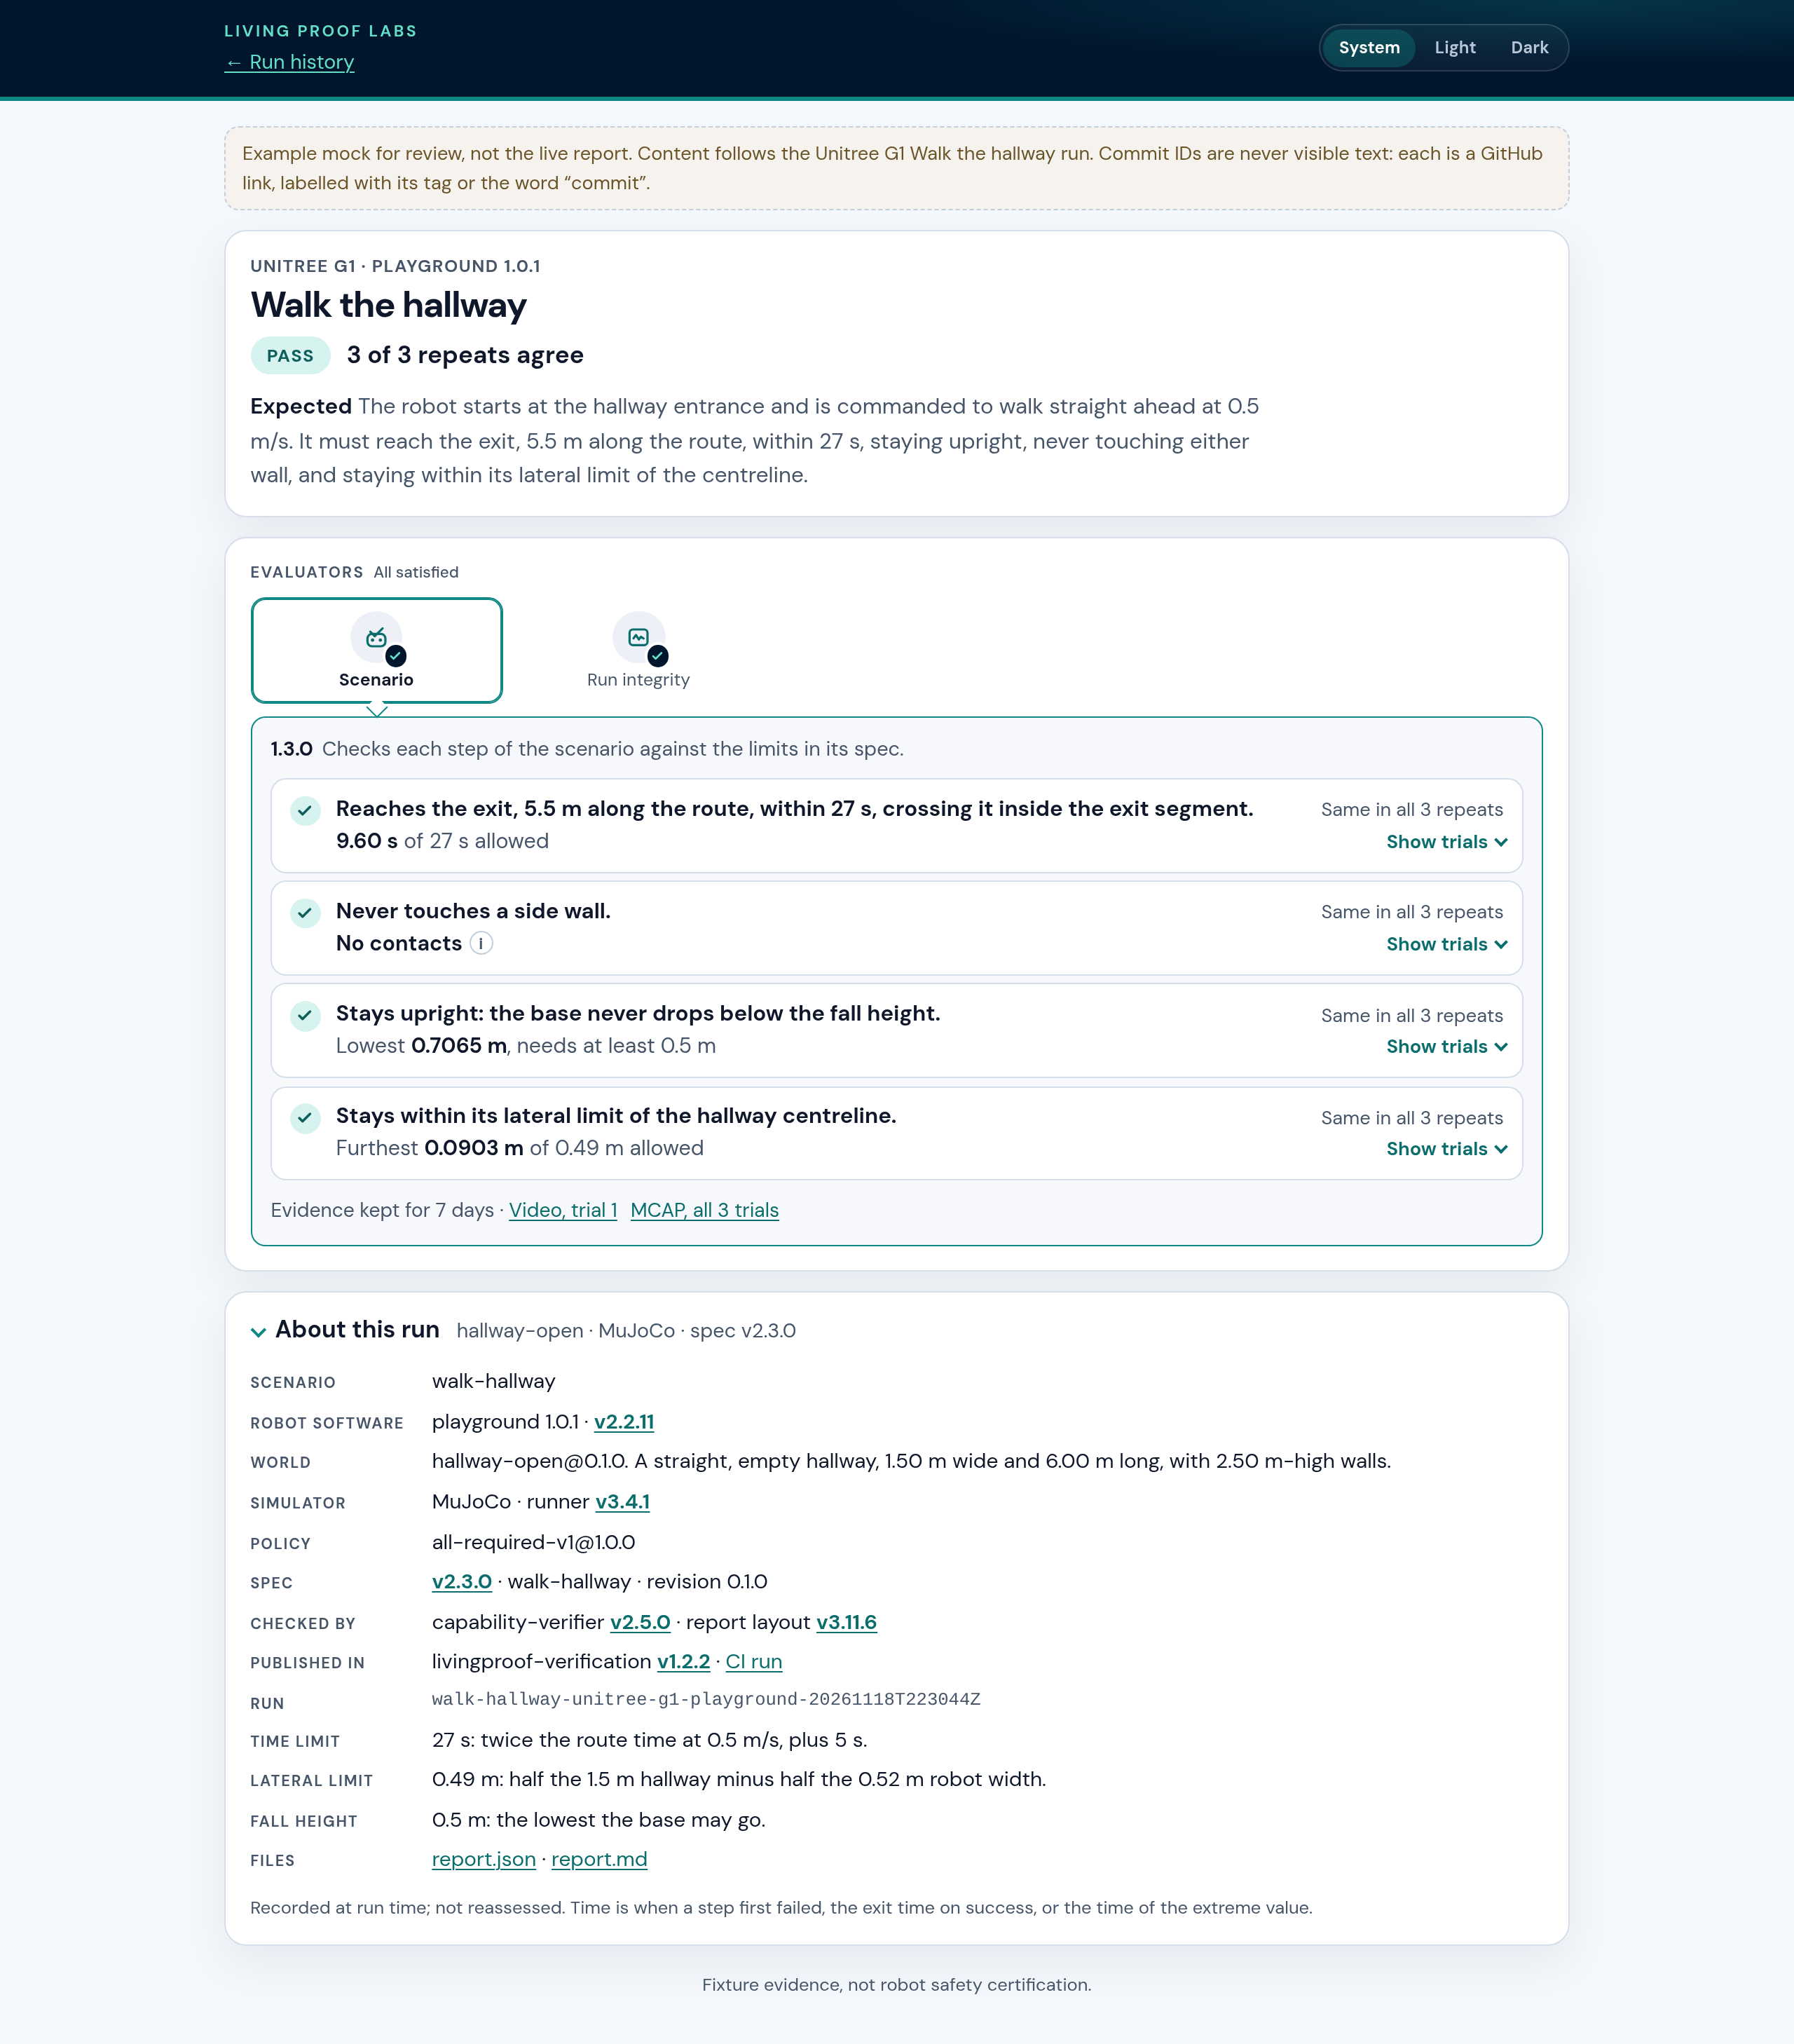 LIVING PROOF LABS
← Run history
System Light Dark
Example mock for review, not the live report. Content follows the Unitree G1 Walk the hallway run. Commit IDs are never visible text: each is a GitHub
link, labelled with its tag or the word “commit”.
UNITREE G1 · PLAYGROUND 1.0.1
Walk the hallway
PASS 3 of 3 repeats agree
Expected The robot starts at the hallway entrance and is commanded to walk straight ahead at 0.5
m/s. It must reach the exit, 5.5 m along the route, within 27 s, staying upright, never touching either
wall, and staying within its lateral limit of the centreline.
EVALUATORS All satisfied
Scenario Run integrity
1.3.0 Checks each step of the scenario against the limits in its spec.
Reaches the exit, 5.5 m along the route, within 27 s, crossing it inside the exit segment. Same in all 3 repeats
9.60 s of 27 s allowed Show trials
Never touches a side wall. Same in all 3 repeats
No contacts i Show trials
Stays upright: the base never drops below the fall height. Same in all 3 repeats
Lowest 0.7065 m, needs at least 0.5 m Show trials
Stays within its lateral limit of the hallway centreline. Same in all 3 repeats
Furthest 0.0903 m of 0.49 m allowed Show trials
Evidence kept for 7 days · Video, trial 1 MCAP, all 3 trials
About this run hallway-open · MuJoCo · spec v2.3.0
SCENARIO walk-hallway
ROBOT SOFTWARE playground 1.0.1 · v2.2.11
WORLD hallway-open@0.1.0. A straight, empty hallway, 1.50 m wide and 6.00 m long, with 2.50 m-high walls.
SIMULATOR MuJoCo · runner v3.4.1
POLICY all-required-v1@1.0.0
SPEC v2.3.0 · walk-hallway · revision 0.1.0
CHECKED BY capability-verifier v2.5.0 · report layout v3.11.6
PUBLISHED IN livingproof-verification v1.2.2 · CI run
RUN walk-hallway-unitree-g1-playground-20261118T223044Z
TIME LIMIT 27 s: twice the route time at 0.5 m/s, plus 5 s.
LATERAL LIMIT 0.49 m: half the 1.5 m hallway minus half the 0.52 m robot width.
FALL HEIGHT 0.5 m: the lowest the base may go.
FILES report.json · report.md
Recorded at run time; not reassessed. Time is when a step first failed, the exit time on success, or the time of the extreme value.
Fixture evidence, not robot safety certification.